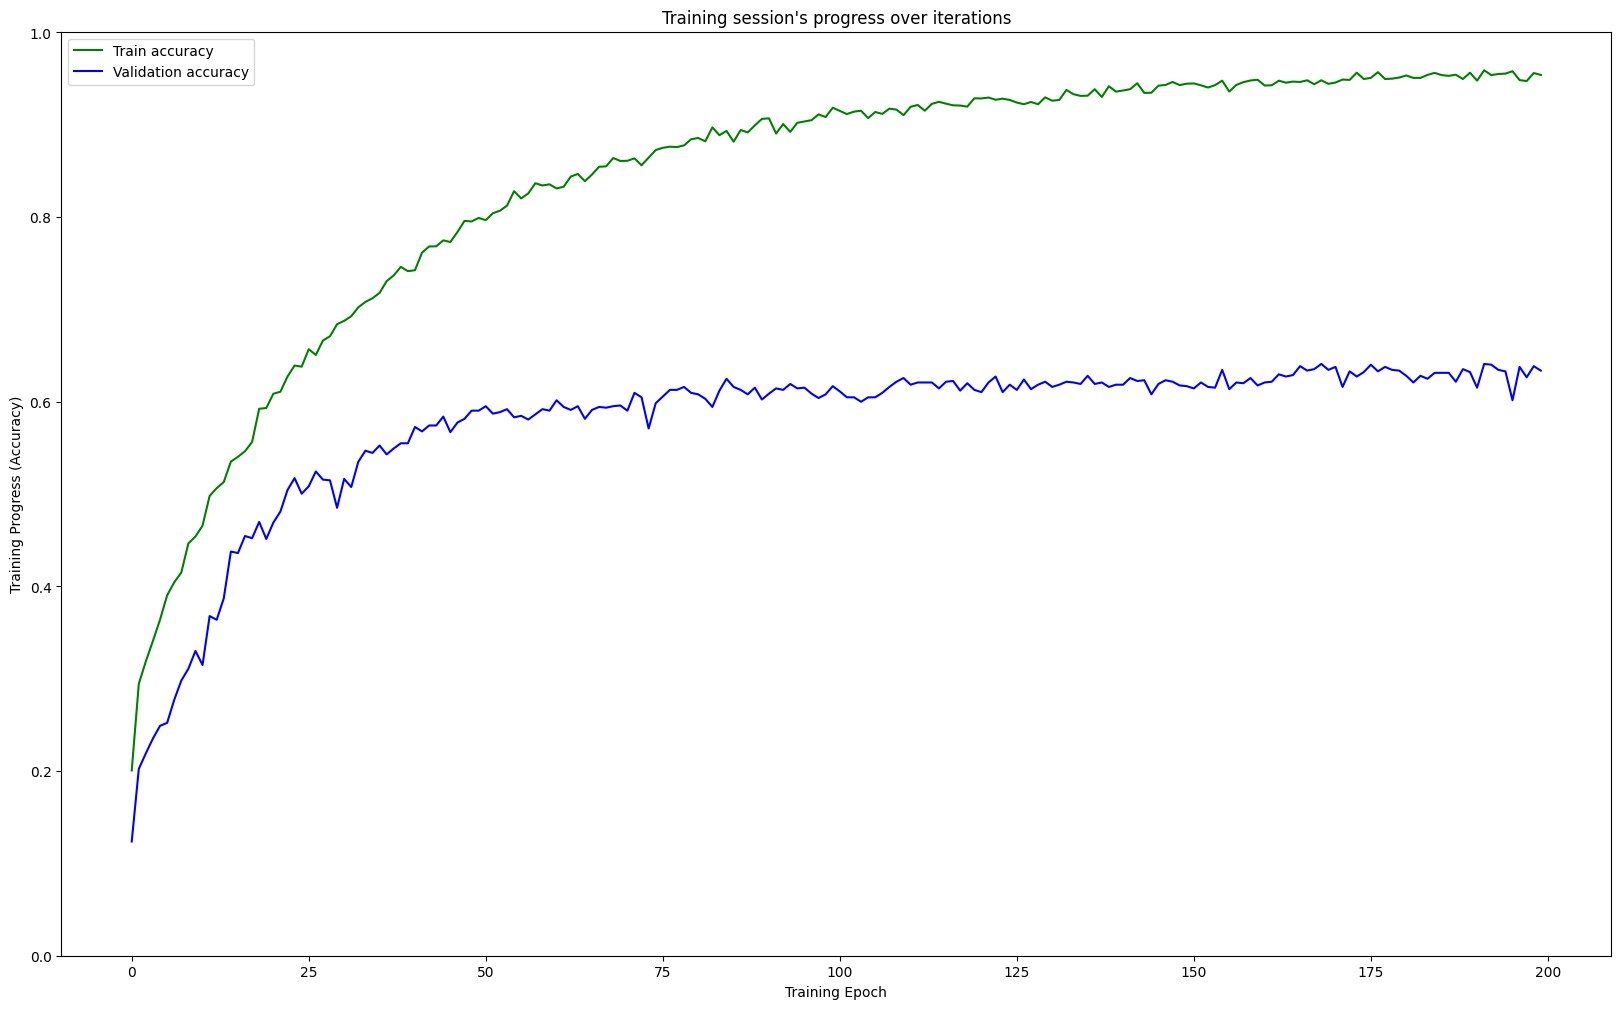 Training session's progress over iterations
Train accuracy
Validation accuracy
Training Progress (Accuracy)
1.0
0.8
0.6
0.4
0.2
0.0
0 25 50 75 100 125 150 175 200
Training Epoch